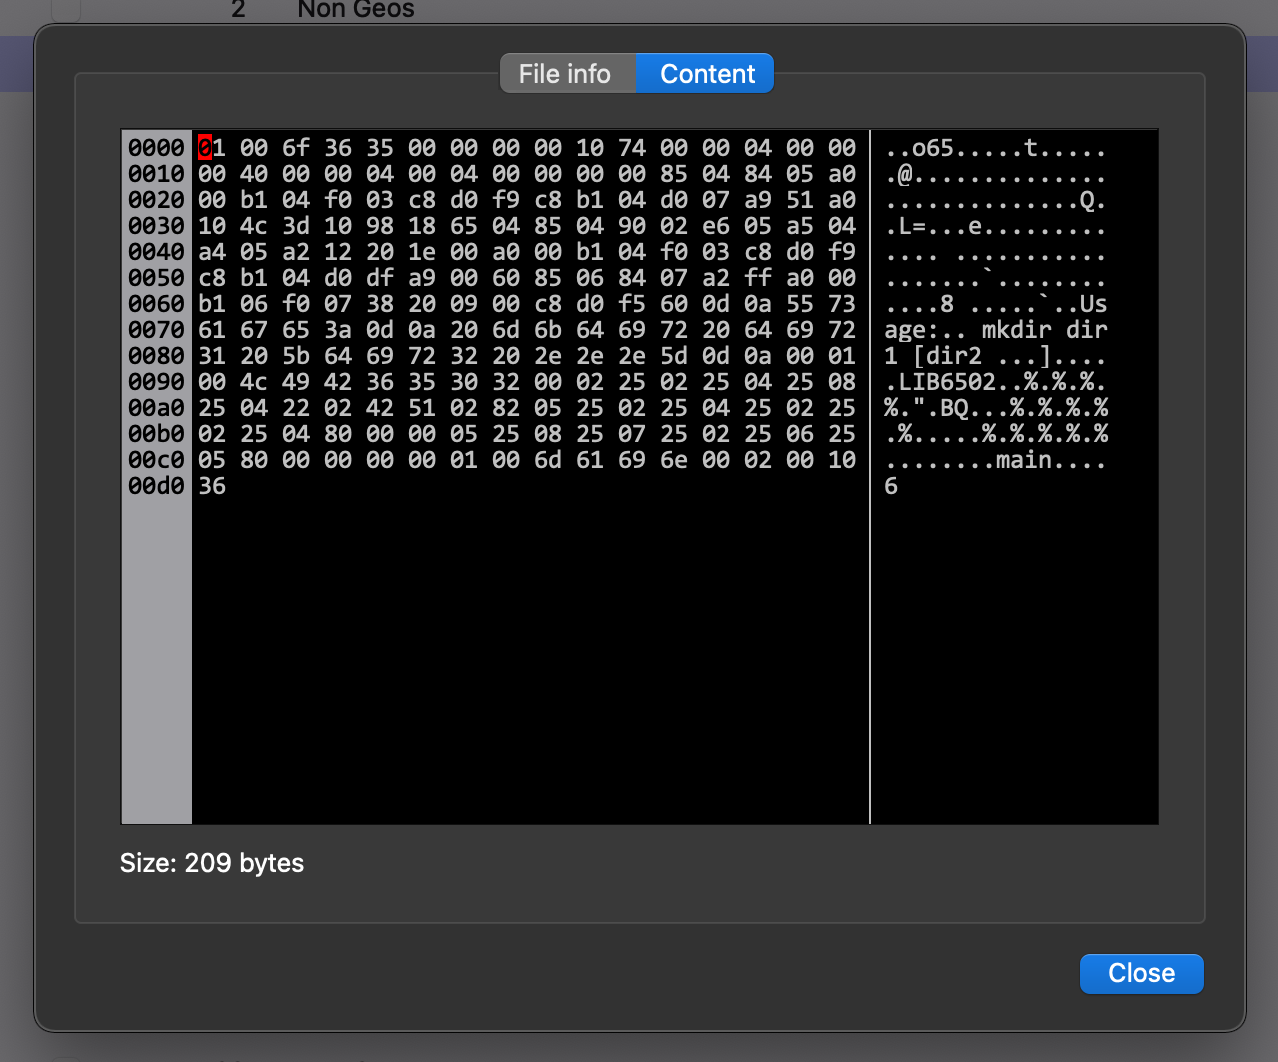 2 Non Geos
File info Content
0000 01 00 6f 36 35 00 00 00 00 10 74 00 00 04 00 00 ..o65.....t.....
0010 00 40 00 00 04 00 04 00 00 00 00 85 04 84 05 a0 .@..............
0020 00 b1 04 f0 03 c8 d0 f9 c8 b1 04 d0 07 a9 51 a0 ..............Q.
0030 10 4c 3d 10 98 18 65 04 85 04 90 02 e6 05 a5 04 .L=...e.........
0040 a4 05 a2 12 20 1e 00 a0 00 b1 04 f0 03 c8 d0 f9 .... ...........
0050 c8 b1 04 d0 df a9 00 60 85 06 84 07 a2 ff a0 00 .......`........
0060 b1 06 f0 07 38 20 09 00 c8 d0 f5 60 0d 0a 55 73 ....8 .....`..Us
0070 61 67 65 3a 0d 0a 20 6d 6b 64 69 72 20 64 69 72 age:.. mkdir dir
0080 31 20 5b 64 69 72 32 20 2e 2e 2e 5d 0d 0a 00 01 1 [dir2 ...]....
0090 00 4c 49 42 36 35 30 32 00 02 25 02 25 04 25 08 .LIB6502..%.%.%.
00a0 25 04 22 02 42 51 02 82 05 25 02 25 04 25 02 25 %.".BQ...%.%.%.%
00b0 02 25 04 80 00 00 05 25 08 25 07 25 02 25 06 25 .%.....%.%.%.%.%
00c0 05 80 00 00 00 00 01 00 6d 61 69 6e 00 02 00 10 ........main....
00d0 36 6
Size: 209 bytes
Close